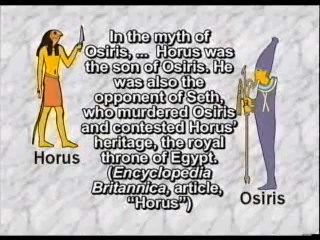 In the myth of
Osiris, ... Horus was
the son of Osiris. He
was also the
opponent of Seth,
who murdered Osiris
and contested Horus'
heritage, the royal
throne of Egypt.
(Encyclopedia
Britannica, article,
"Horus")
Horus
Osiris